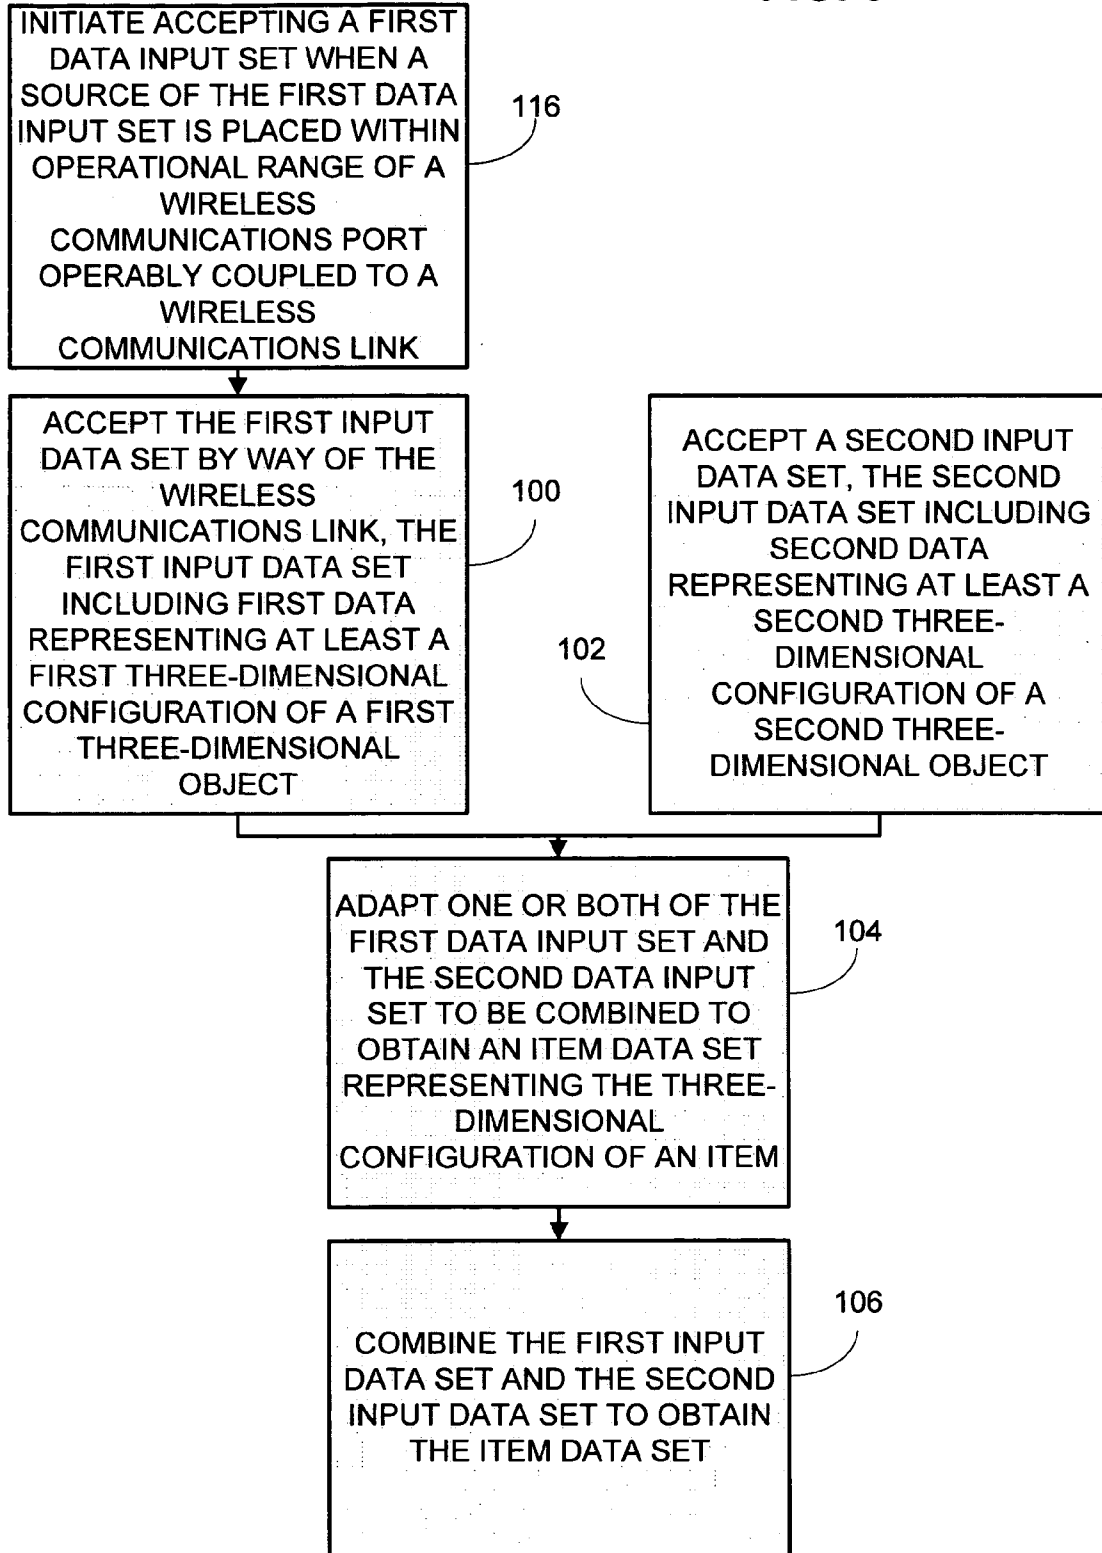 INITIATE ACCEPTING A FIRST
DATA INPUT SET WHEN A
SOURCE OF THE FIRST DATA
INPUT SET IS PLACED WITHIN
OPERATIONAL RANGE OF A
WIRELESS
COMMUNICATIONS PORT
OPERABLY COUPLED TO A
WIRELESS
COMMUNICATIONS LINK
116
ACCEPT THE FIRST INPUT
DATA SET BY WAY OF THE
WIRELESS
COMMUNICATIONS LINK, THE
FIRST INPUT DATA SET
INCLUDING FIRST DATA
REPRESENTING AT LEAST A
FIRST THREE-DIMENSIONAL
CONFIGURATION OF A FIRST
THREE-DIMENSIONAL
OBJECT
100
ACCEPT A SECOND INPUT
DATA SET, THE SECOND
INPUT DATA SET INCLUDING
SECOND DATA
REPRESENTING AT LEAST A
SECOND THREE-
DIMENSIONAL
CONFIGURATION OF A
SECOND THREE-
DIMENSIONAL OBJECT
102
ADAPT ONE OR BOTH OF THE
FIRST DATA INPUT SET AND
THE SECOND DATA INPUT
SET TO BE COMBINED TO
OBTAIN AN ITEM DATA SET
REPRESENTING THE THREE-
DIMENSIONAL
CONFIGURATION OF AN ITEM
104
COMBINE THE FIRST INPUT
DATA SET AND THE SECOND
INPUT DATA SET TO OBTAIN
THE ITEM DATA SET
106